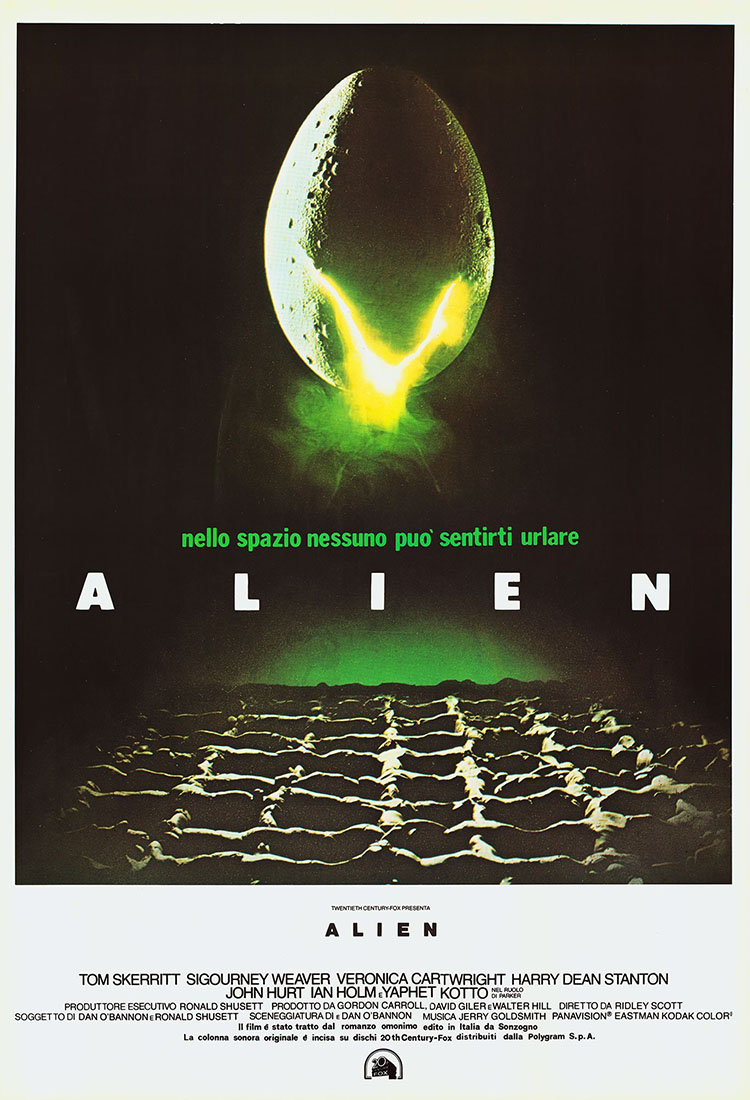 nello spazio nessuno può sentirti urlare
A L I E N
TWENTIETH CENTURY-FOX PRESENTA
A L I E N
TOM SKERRITT SIGOURNEY WEAVER VERONICA CARTWRIGHT HARRY DEAN STANTON
JOHN HURT IAN HOLM E YAPHET KOTTO NEL RUOLO DI PARKER
PRODUTTORE ESECUTIVO RONALD SHUSETT PRODOTTO DA GORDON CARROLL, DAVID GILER E WALTER HILL DIRETTO DA RIDLEY SCOTT
SOGGETTO DI DAN O'BANNON E RONALD SHUSETT SCENEGGIATURA DI E DAN O'BANNON MUSICA JERRY GOLDSMITH PANAVISION® EASTMAN KODAK COLOR®
Il film é stato tratto dal romanzo omonimo edito in Italia da Sonzogno
La colonna sonora originale é incisa su dischi 20th Century-Fox distribuiti dalla Polygram S.p.A.
20
FOX